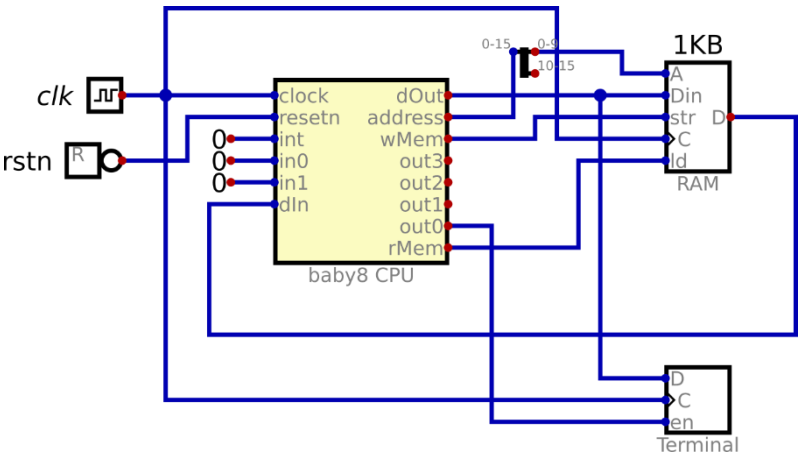 0-15
0-9
10-15
1KB
clk
R
rstn
clock
resetn
0 int
0 in0
0 in1
dIn
dOut
address
wMem
out3
out2
out1
out0
rMem
baby8 CPU
A
Din
str
C
ld
D
RAM
D
C
en
Terminal